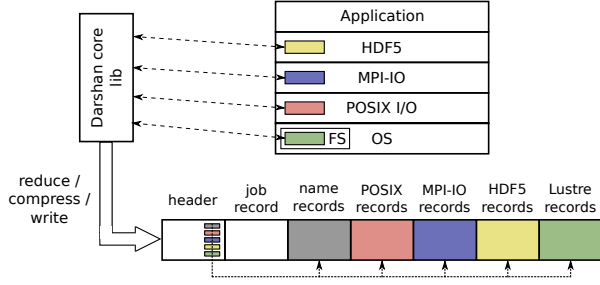 Darshan core
lib
Application
HDF5
MPI-IO
POSIX I/O
FS OS
reduce /
compress /
write
header
job
record
name
records
POSIX
records
MPI-IO
records
HDF5
records
Lustre
records